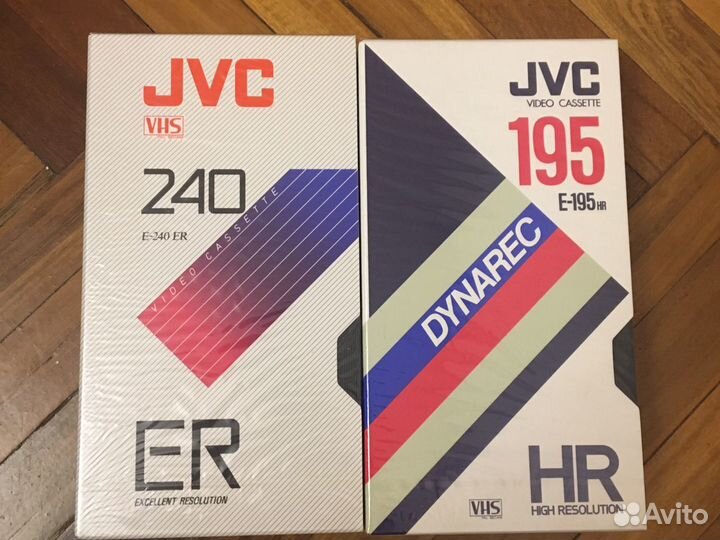 JVC
VHS
240
E-240 ER
VIDEO CASSETTE
ER
EXCELLENT RESOLUTION
JVC
VIDEO CASSETTE
195
E-195 HR
DYNAREC
HR
HIGH RESOLUTION
VHS
Avito